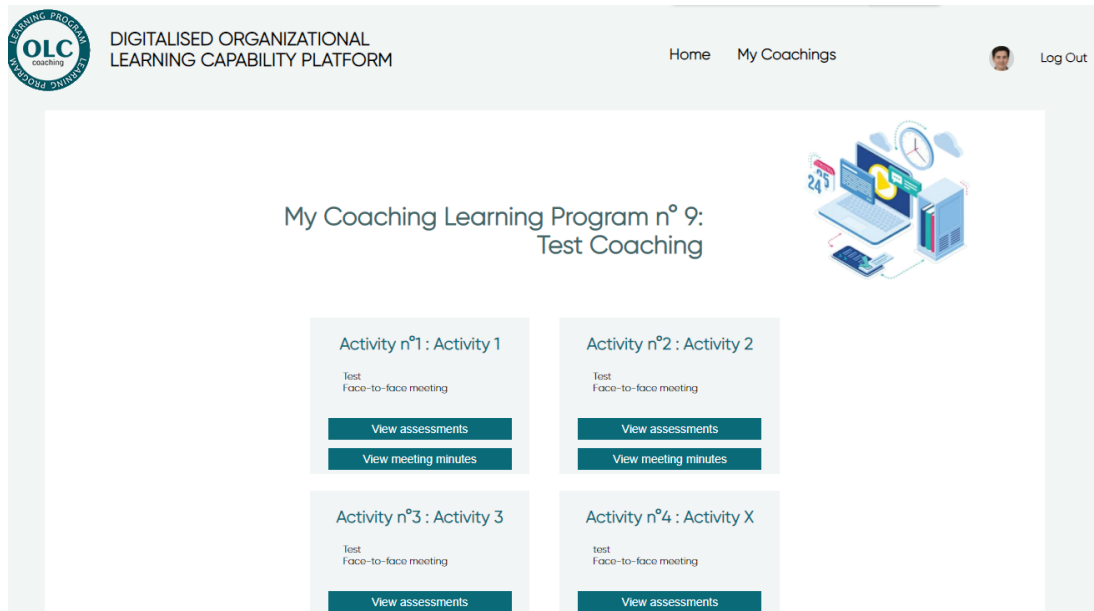 LEARNING PROGRAM
OLC
coaching
LEARNING PROGRAM
DIGITALISED ORGANIZATIONAL
LEARNING CAPABILITY PLATFORM
Home
My Coachings
Log Out
24
25
My Coaching Learning Program n° 9:
Test Coaching
Activity n°1 : Activity 1
Test
Face-to-face meeting
View assessments
View meeting minutes
Activity n°2 : Activity 2
Test
Face-to-face meeting
View assessments
View meeting minutes
Activity n°3 : Activity 3
Test
Face-to-face meeting
View assessments
Activity n°4 : Activity X
test
Face-to-face meeting
View assessments